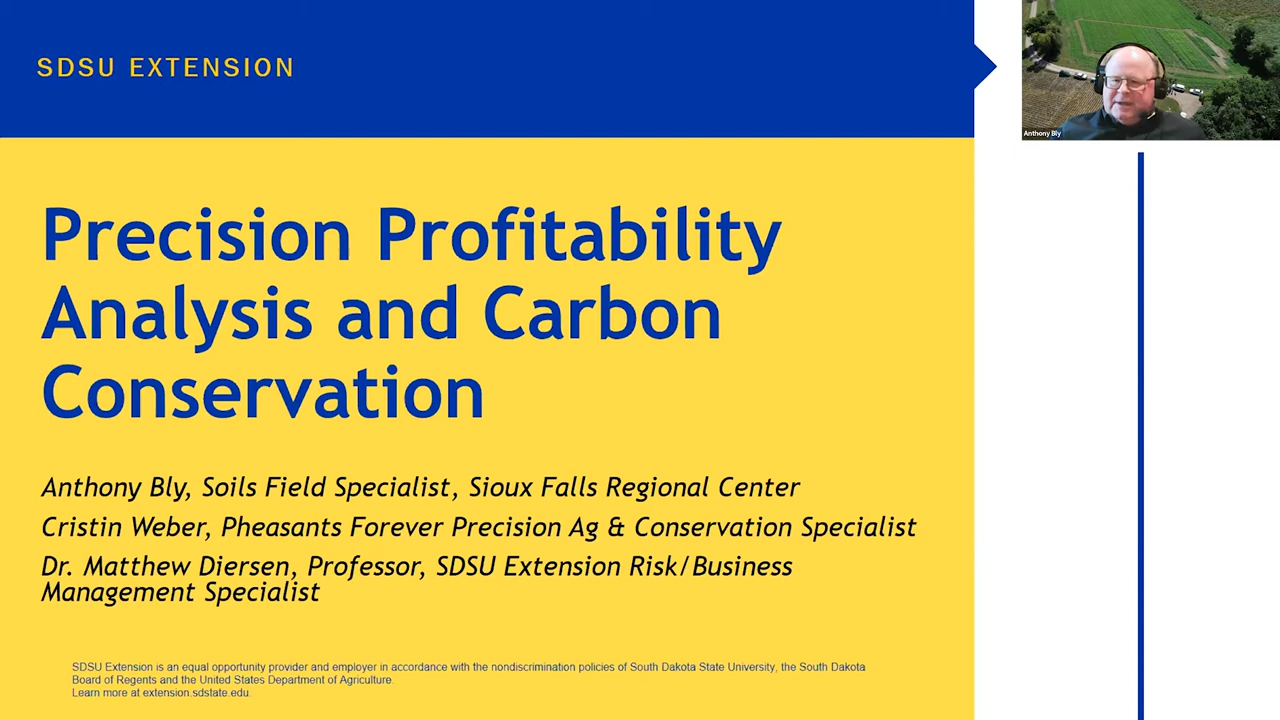 SDSU EXTENSION
Anthony Bly
Precision Profitability
Analysis and Carbon
Conservation
Anthony Bly, Soils Field Specialist, Sioux Falls Regional Center
Cristin Weber, Pheasants Forever Precision Ag & Conservation Specialist
Dr. Matthew Diersen, Professor, SDSU Extension Risk/Business
Management Specialist
SDSU Extension is an equal opportunity provider and employer in accordance with the nondiscrimination policies of South Dakota State University, the South Dakota
Board of Regents and the United States Department of Agriculture.
Learn more at extension.sdstate.edu.